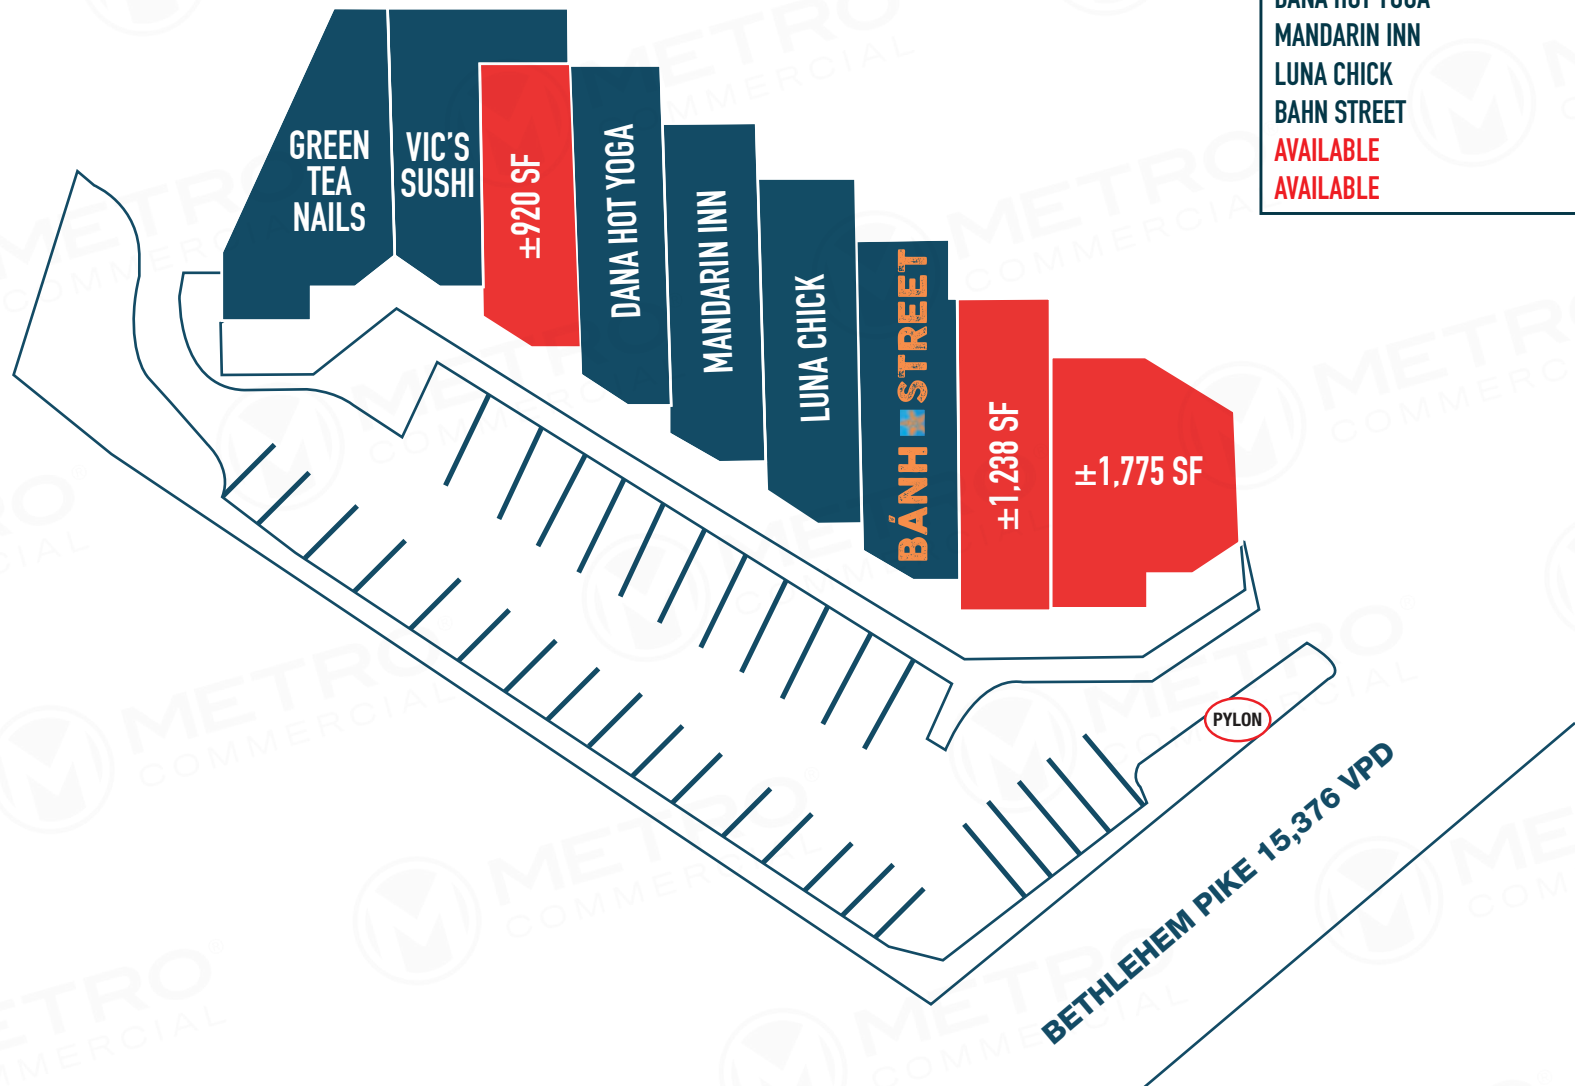 DANA HOT YOGA
MANDARIN INN
LUNA CHICK
BAHN STREET
AVAILABLE
AVAILABLE
GREEN
TEA
NAILS
VIC'S
SUSHI
±920 SF
DANA HOT YOGA
MANDARIN INN
LUNA CHICK
BÁNH STREET
±1,238 SF
±1,775 SF
PYLON
BETHLEHEM PIKE 15,376 VPD
METRO
COMMERCIAL